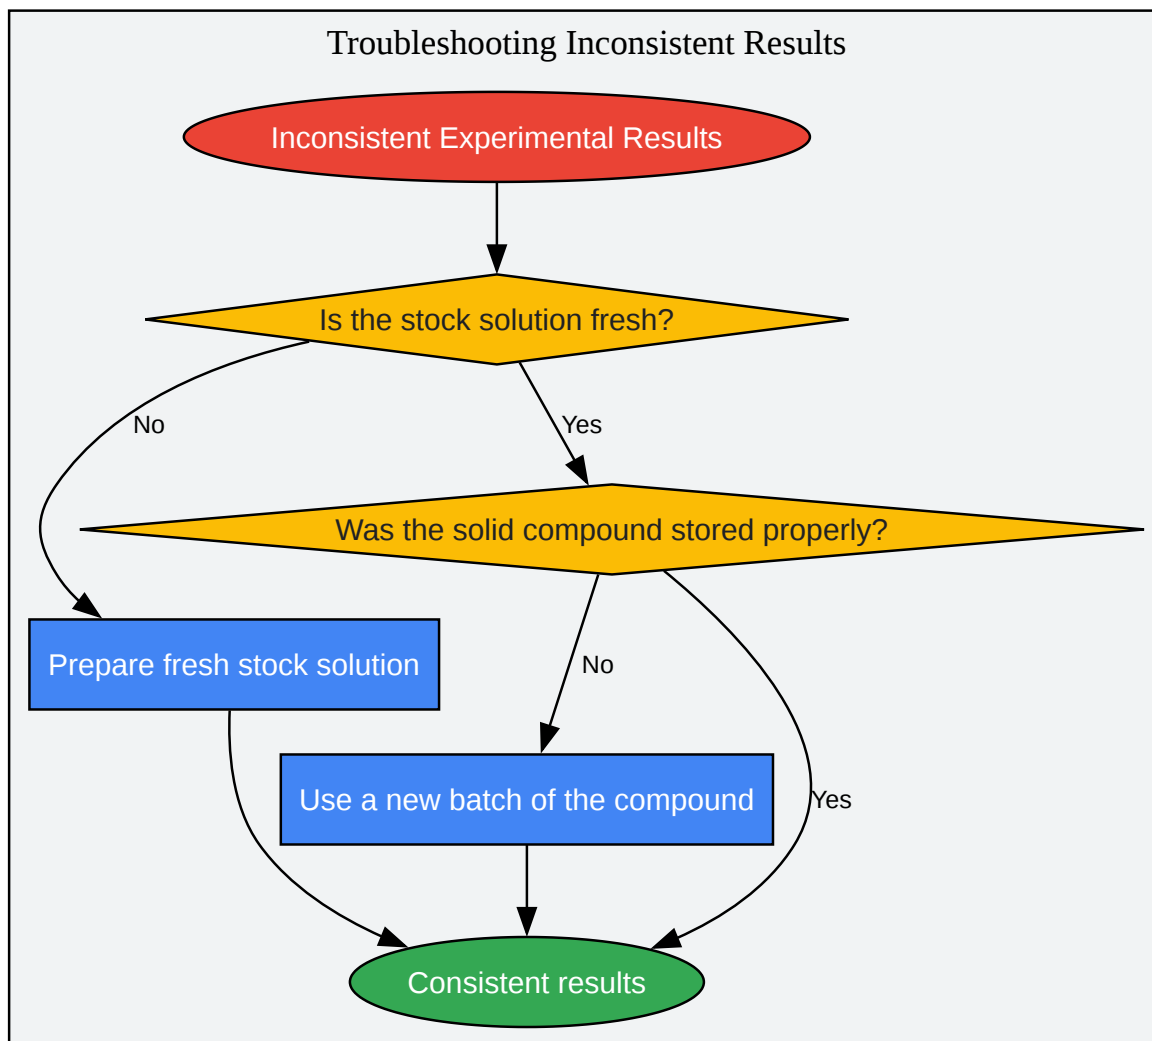 Troubleshooting Inconsistent Results
Inconsistent Experimental Results
Is the stock solution fresh?
No
Yes
Was the solid compound stored properly?
Prepare fresh stock solution
No
Use a new batch of the compound
Yes
Consistent results